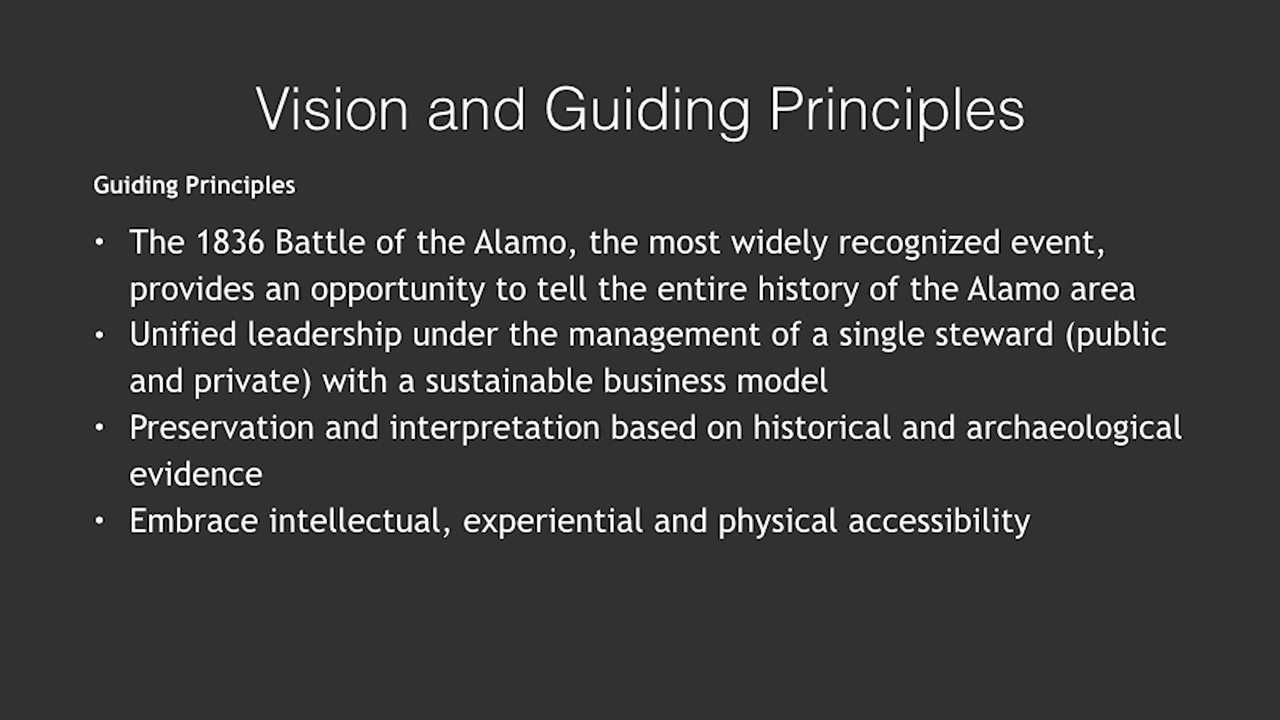 Vision and Guiding Principles
Guiding Principles
• The 1836 Battle of the Alamo, the most widely recognized event,
provides an opportunity to tell the entire history of the Alamo area
• Unified leadership under the management of a single steward (public
and private) with a sustainable business model
• Preservation and interpretation based on historical and archaeological
evidence
• Embrace intellectual, experiential and physical accessibility